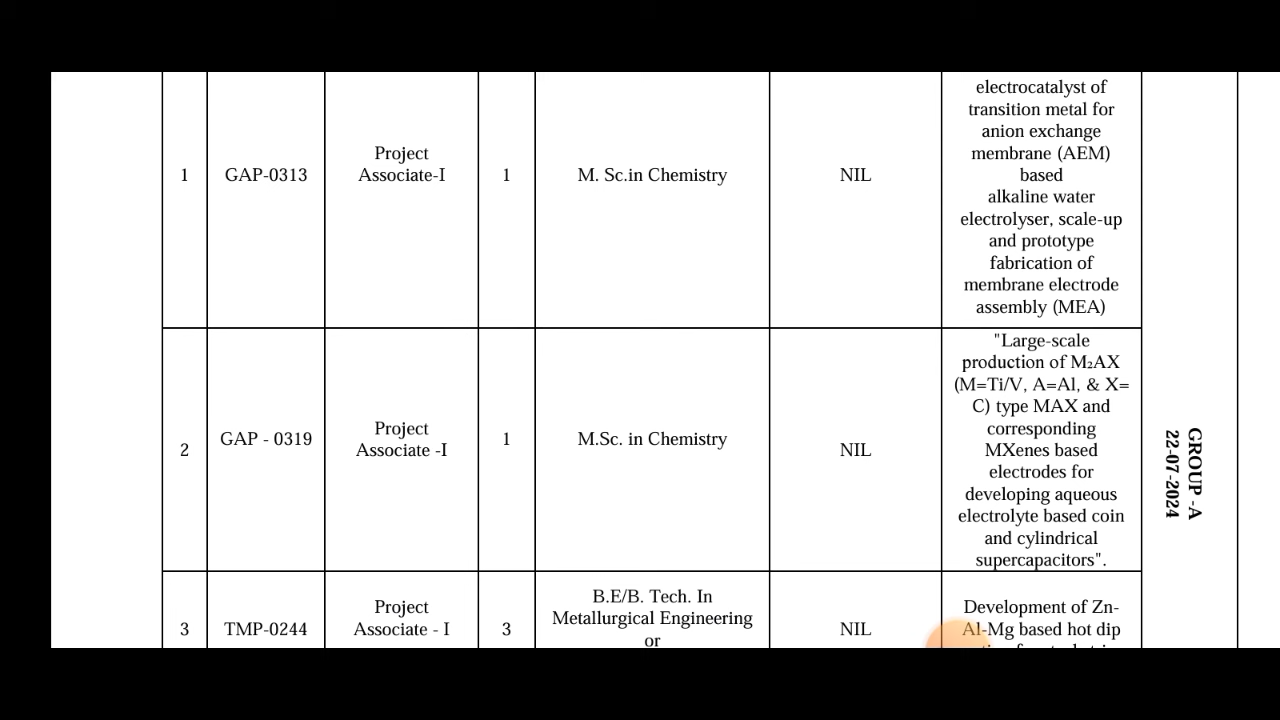 1
GAP-0313
Project
Associate-I
1
M. Sc.in Chemistry
NIL
electrocatalyst of
transition metal for
anion exchange
membrane (AEM)
based
alkaline water
electrolyser, scale-up
and prototype
fabrication of
membrane electrode
assembly (MEA)
2
GAP - 0319
Project
Associate -I
1
M.Sc. in Chemistry
NIL
"Large-scale
production of M₂AX
(M=Ti/V, A=Al, & X=
C) type MAX and
corresponding
MXenes based
electrodes for
developing aqueous
electrolyte based coin
and cylindrical
supercapacitors".
3
TMP-0244
Project
Associate - I
3
B.E/B. Tech. In
Metallurgical Engineering
or
NIL
Development of Zn-
Al-Mg based hot dip
GROUP -A
22-07-2024